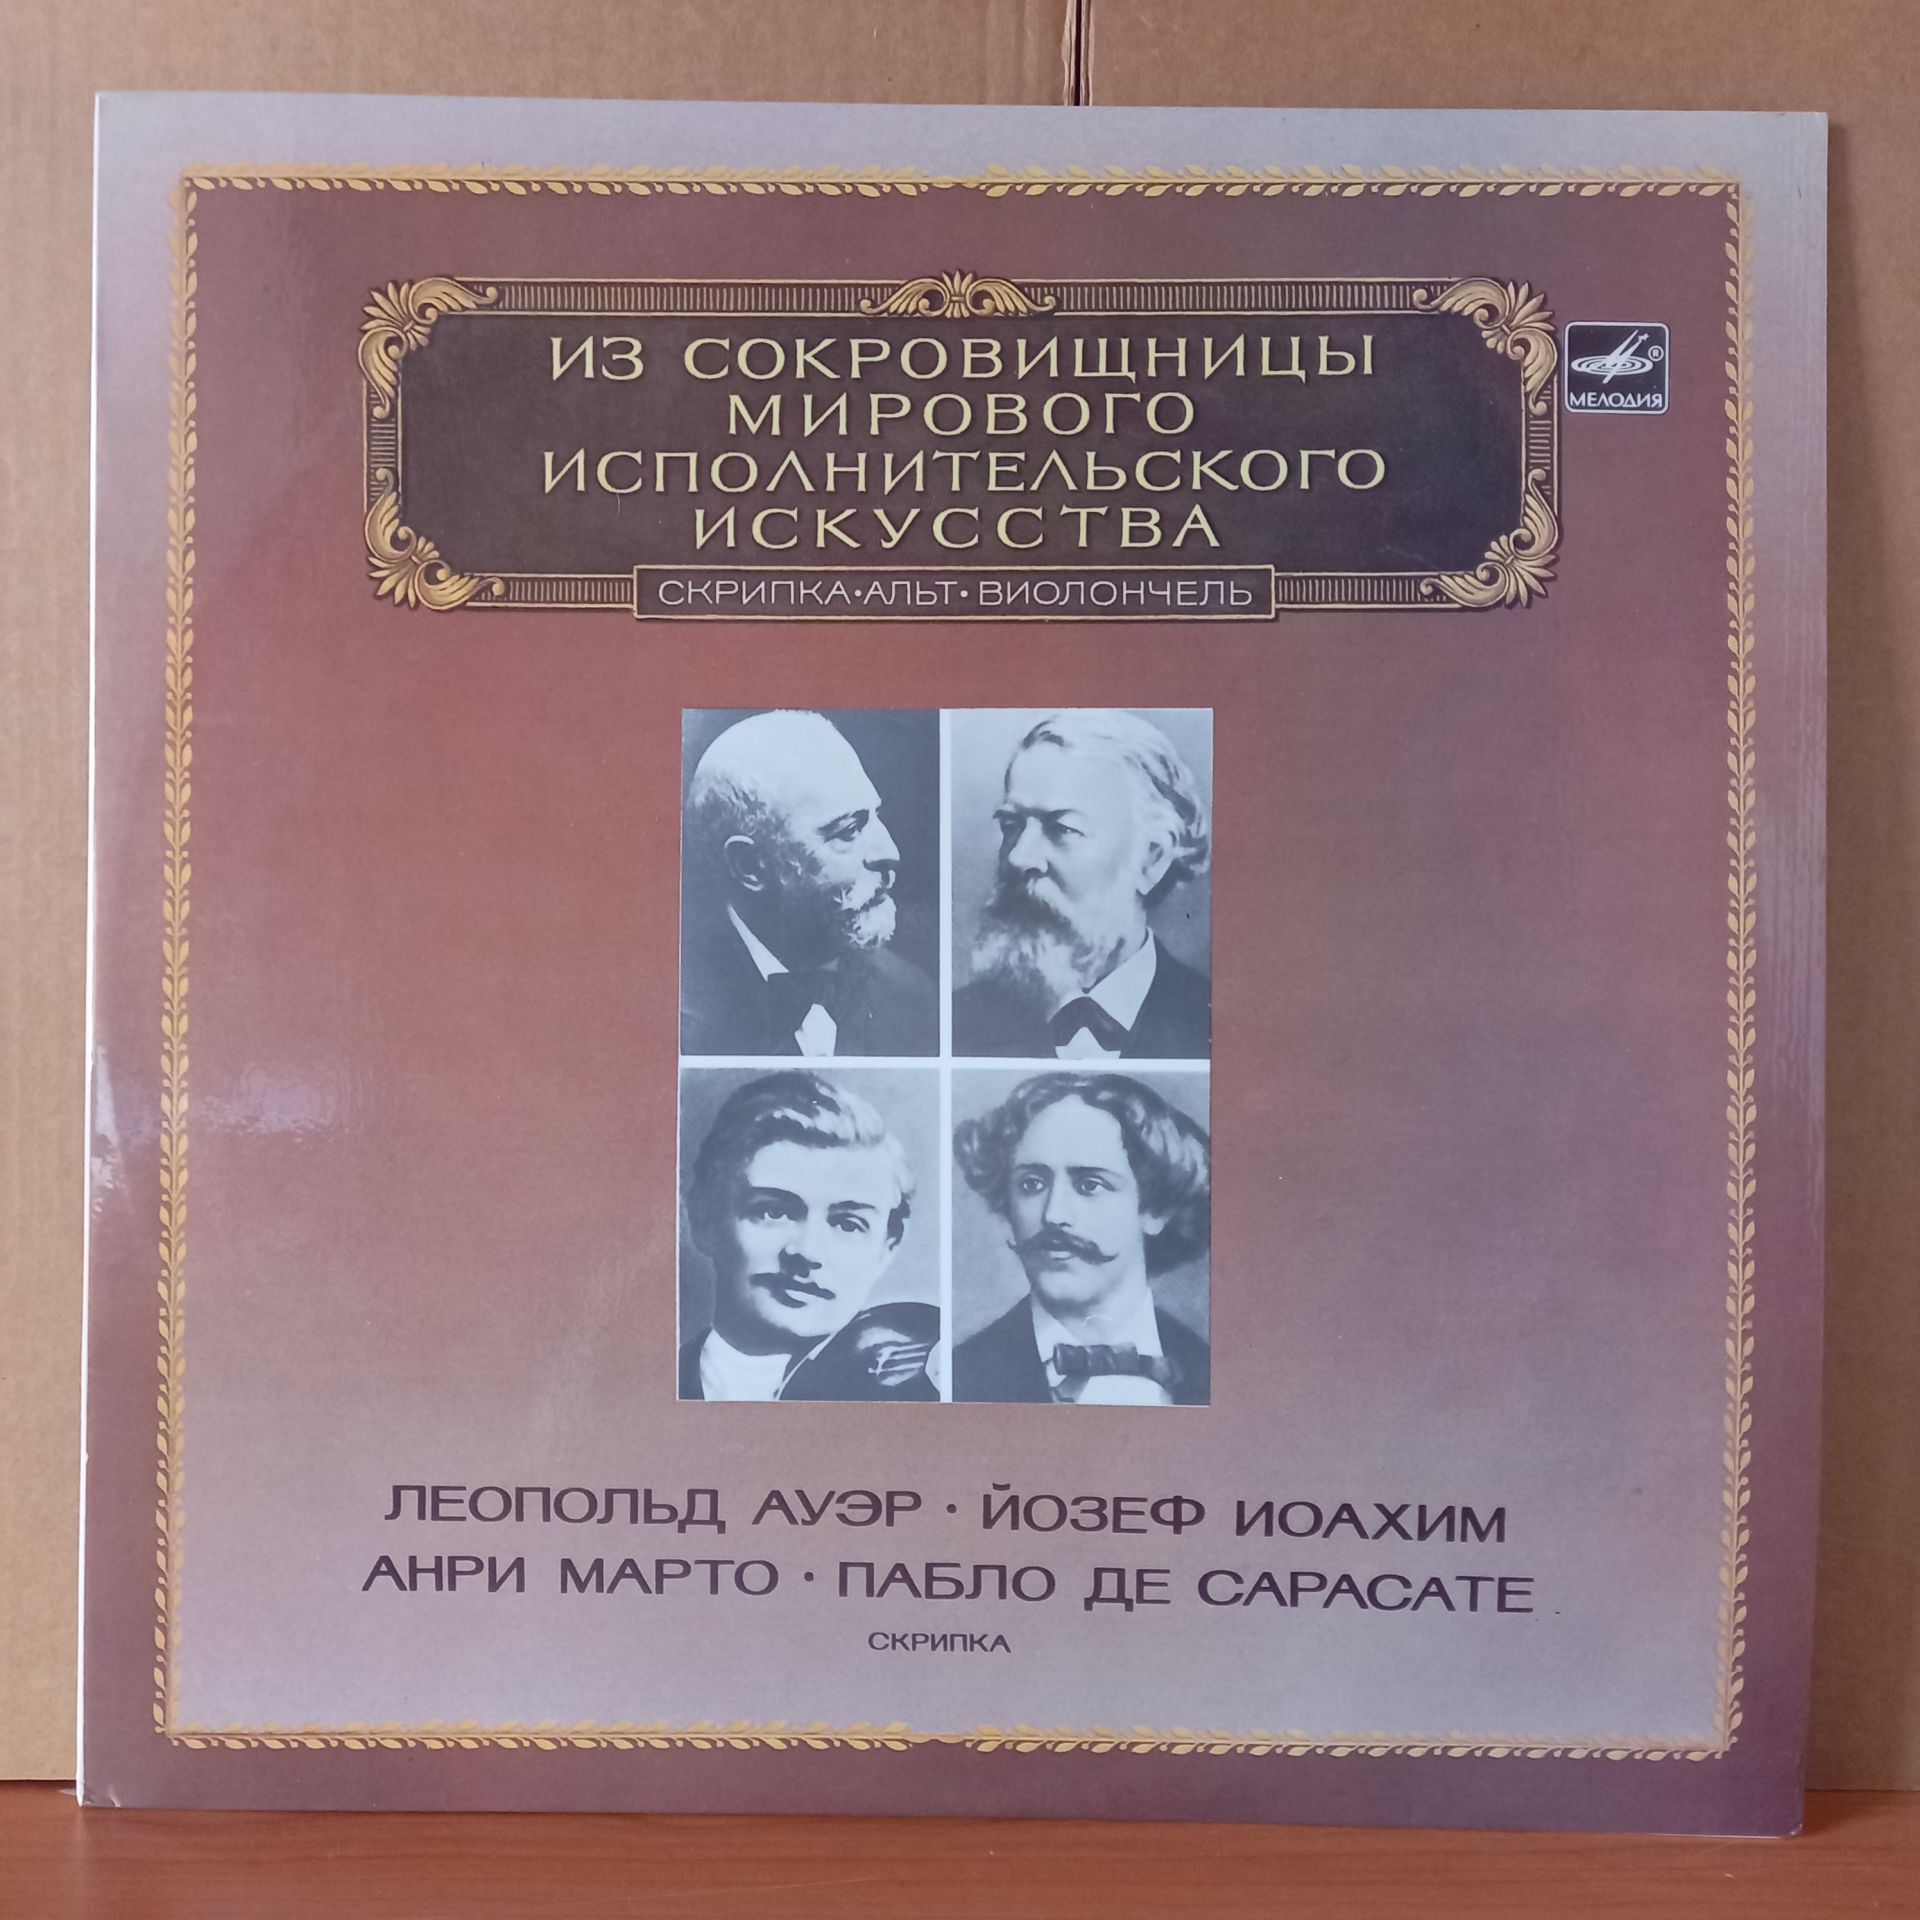 ИЗ СОКРОВИЩНИЦЫ
МИРОВОГО
ИСПОЛНИТЕЛЬСКОГО
ИСКУССТВА
СКРИПКА·АЛЬТ·ВИОЛОНЧЕЛЬ
®
МЕЛОДИЯ
ЛЕОПОЛЬД АУЭР · ЙОЗЕФ ИОАХИМ
АНРИ МАРТО · ПАБЛО ДЕ САРАСАТЕ
СКРИПКА